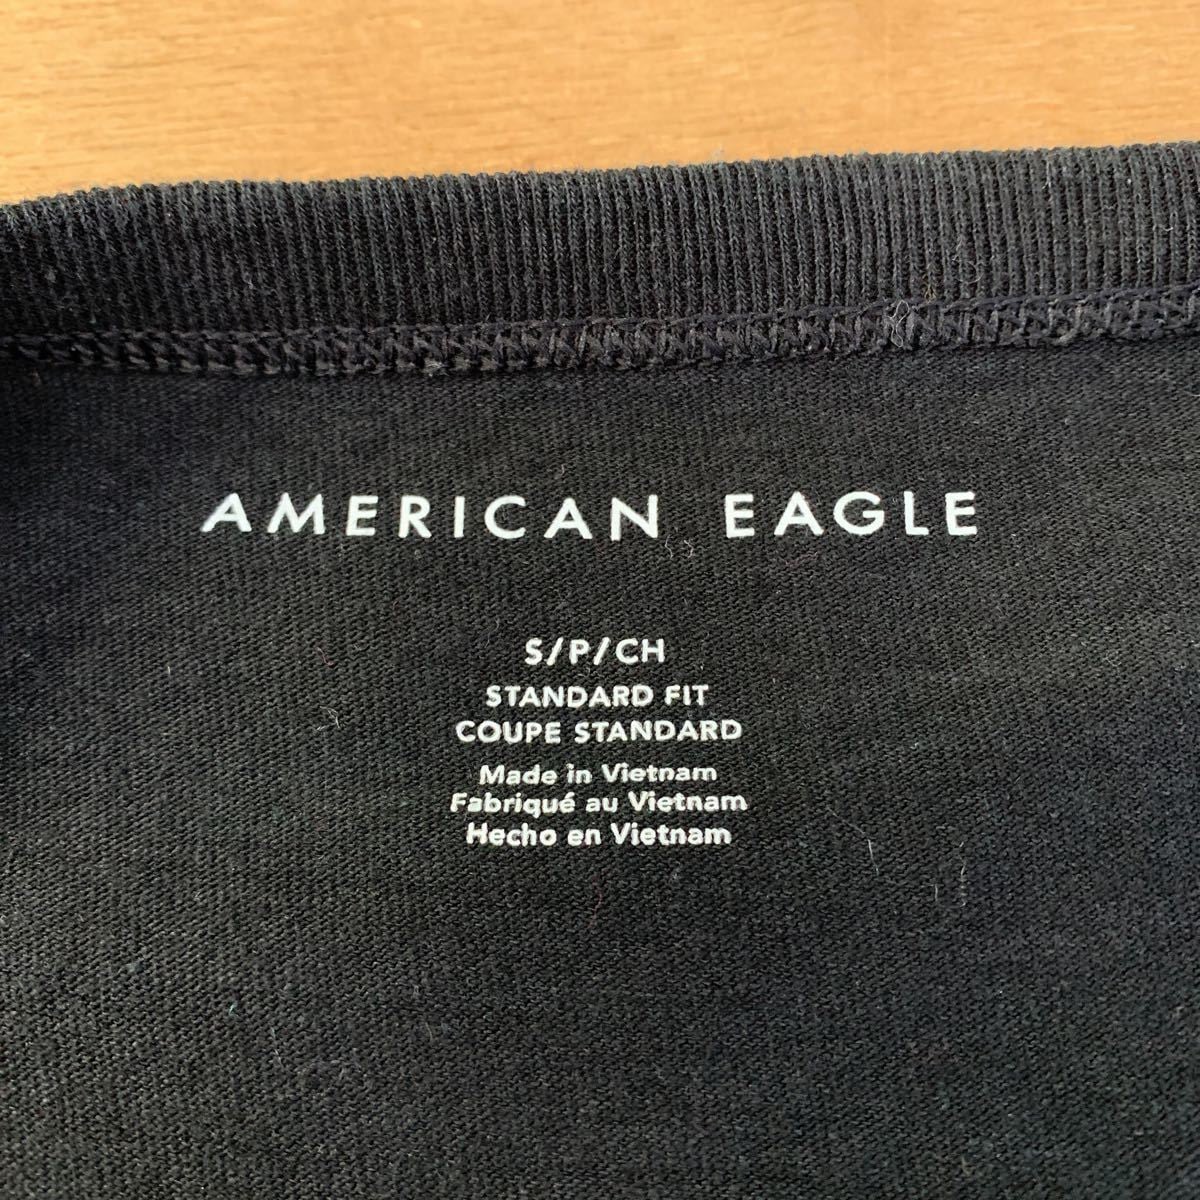 AMERICAN EAGLE
S/P/CH
STANDARD FIT
COUPE STANDARD
Made in Vietnam
Fabriqué au Vietnam
Hecho en Vietnam